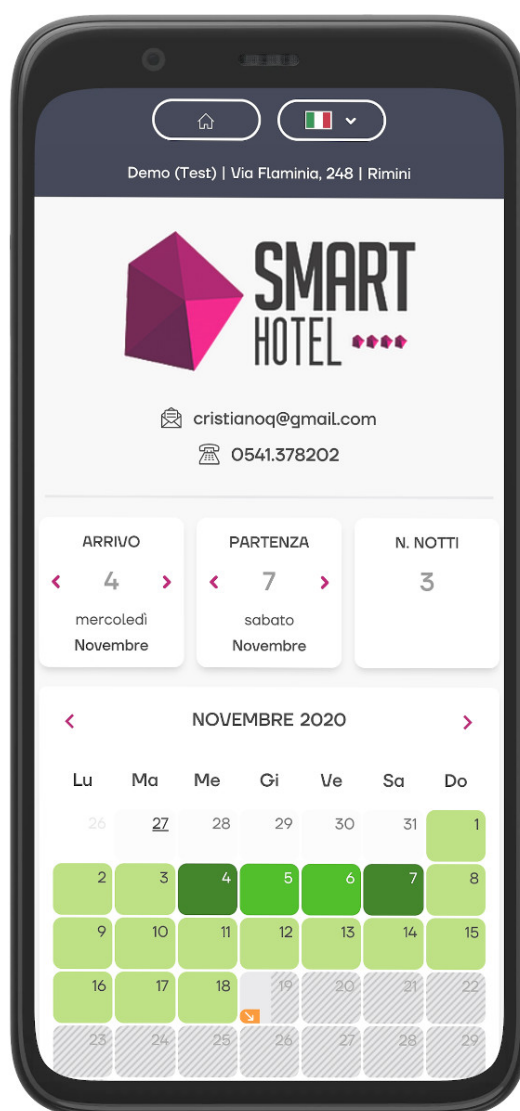 Demo (Test) | Via Flaminia, 248 | Rimini
SMART
HOTEL
cristianoq@gmail.com
0541.378202
ARRIVO
4
mercoledì
Novembre
PARTENZA
7
sabato
Novembre
N. NOTTI
3
NOVEMBRE 2020
Lu Ma Me Gi Ve Sa Do
26 27 28 29 30 31 1
2 3 4 5 6 7 8
9 10 11 12 13 14 15
16 17 18 19 20 21 22
23 24 25 26 27 28 29